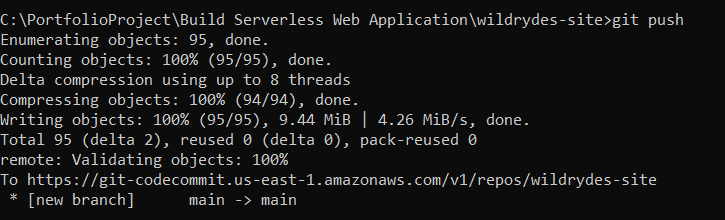 C:\PortfolioProject\Build Serverless Web Application\wildrydes-site>git push
Enumerating objects: 95, done.
Counting objects: 100% (95/95), done.
Delta compression using up to 8 threads
Compressing objects: 100% (94/94), done.
Writing objects: 100% (95/95), 9.44 MiB | 4.26 MiB/s, done.
Total 95 (delta 2), reused 0 (delta 0), pack-reused 0
remote: Validating objects: 100%
To https://git-codecommit.us-east-1.amazonaws.com/v1/repos/wildrydes-site
 * [new branch]      main -> main